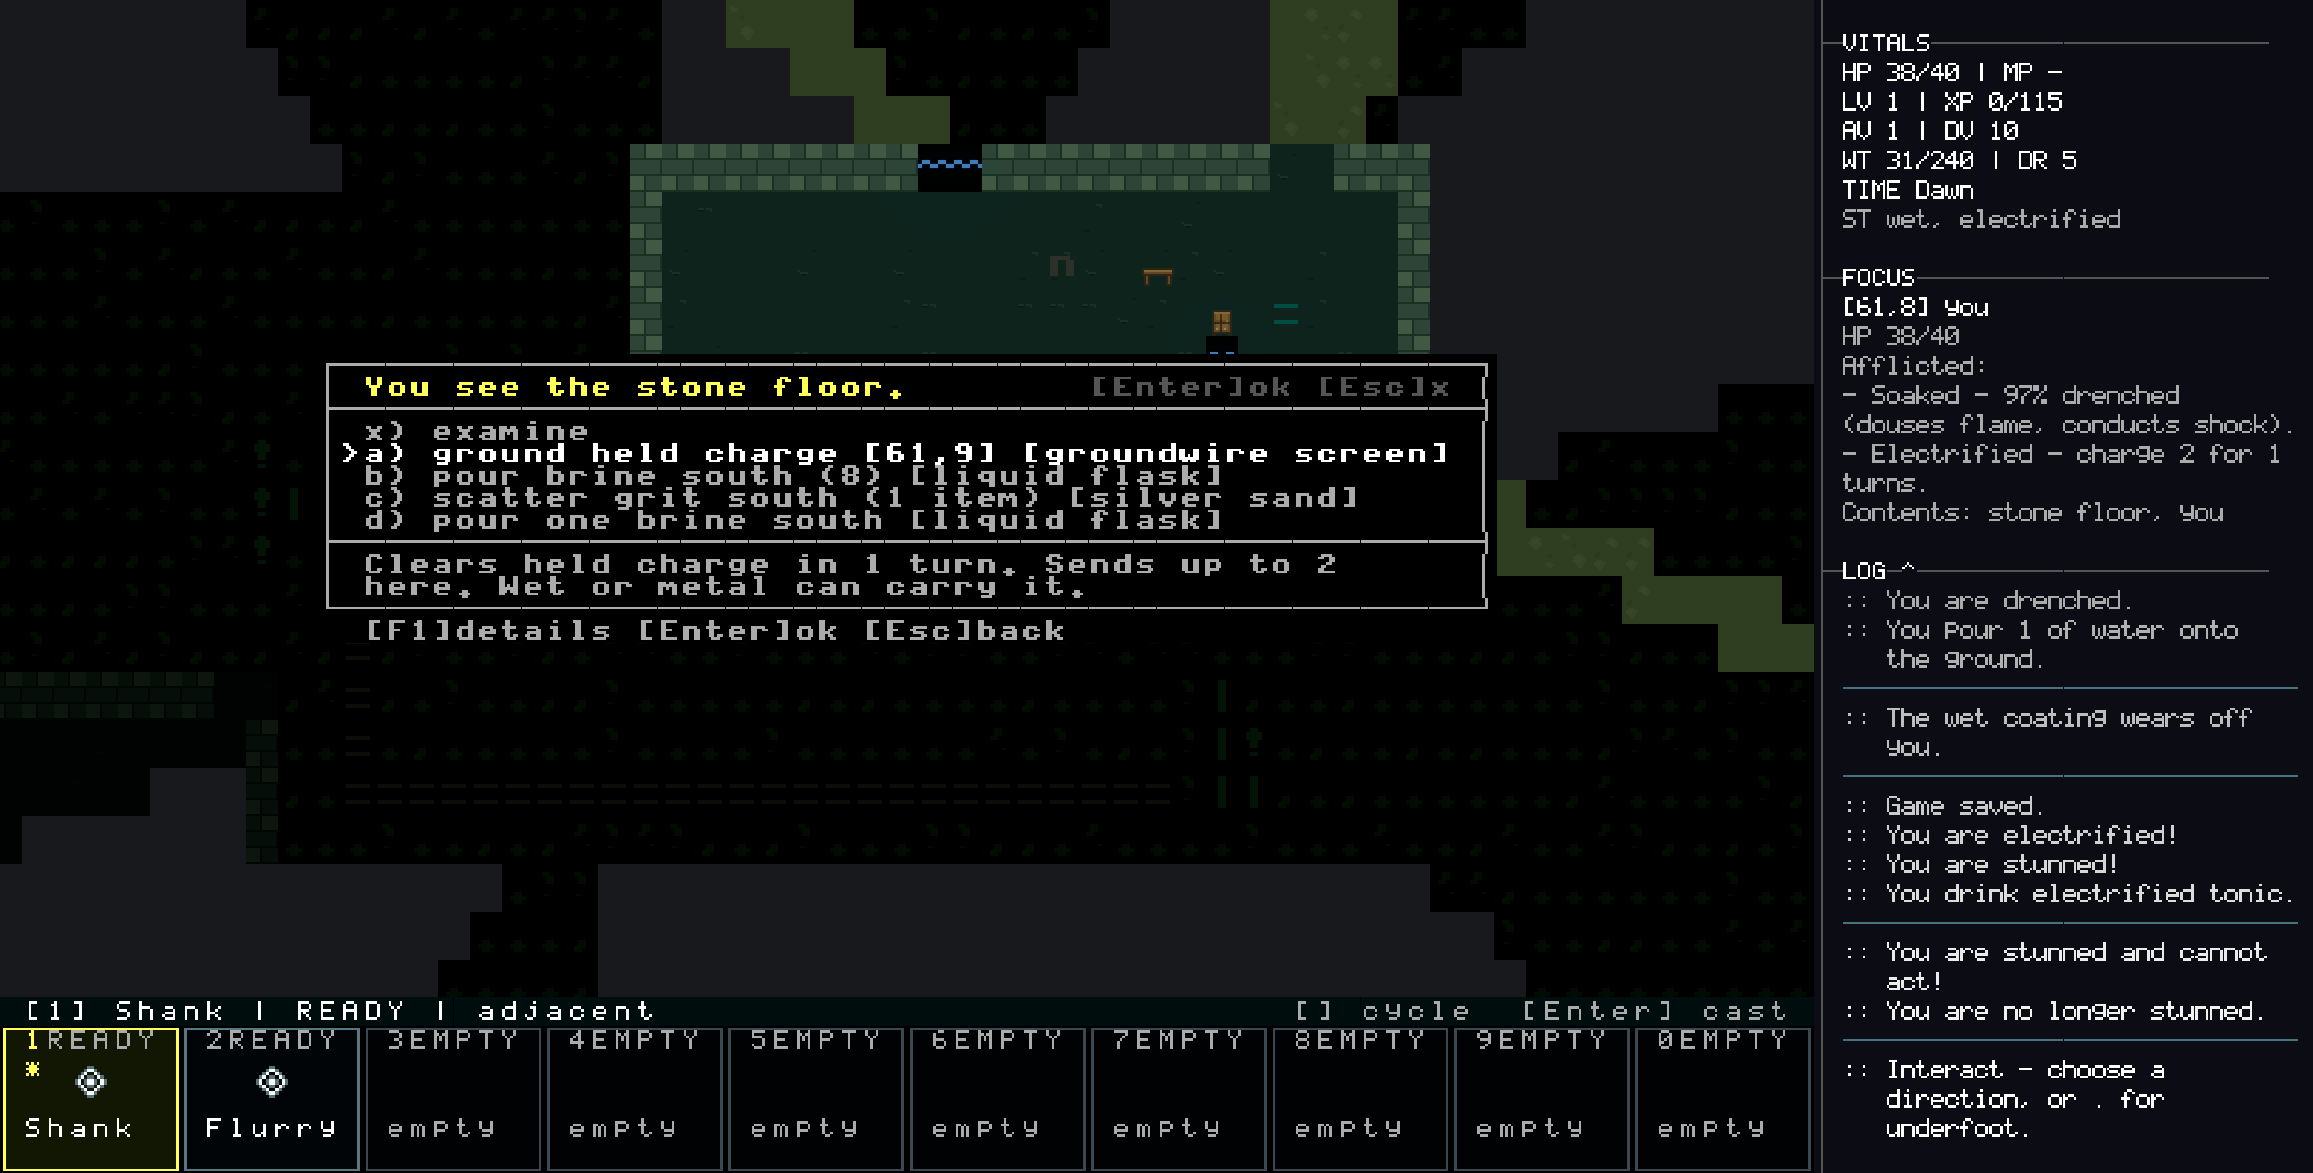 VITALS
HP 38/40 | MP -
LV 1 | XP 0/115
AV 1 | DV 10
WT 31/240 | DR 5
TIME Dawn
ST wet, electrified
FOCUS
[61,8] You
HP 38/40
Afflicted:
- Soaked - 97% drenched
(douses flame, conducts shock).
- Electrified - charge 2 for 1
turns.
Contents: stone floor, you
LOG ^
:: You are drenched.
:: You pour 1 of water onto
the ground.
:: The wet coating wears off
you.
:: Game saved.
:: You are electrified!
:: You are stunned!
:: You drink electrified tonic.
:: You are stunned and cannot
act!
:: You are no longer stunned.
:: Interact - choose a
direction, or . for
underfoot.
You see the stone floor. [Enter]ok [Esc]x
x) examine
>a) ground held charge [61,9] [groundwire screen]
b) pour brine south (8) [liquid flask]
c) scatter grit south (1 item) [silver sand]
d) pour one brine south [liquid flask]
Clears held charge in 1 turn. Sends up to 2
here. Wet or metal can carry it.
[F1]details [Enter]ok [Esc]back
[1] Shank | READY | adjacent [] cycle [Enter] cast
1READY 2READY 3EMPTY 4EMPTY 5EMPTY 6EMPTY 7EMPTY 8EMPTY 9EMPTY 0EMPTY
*
Shank Flurry empty empty empty empty empty empty empty empty